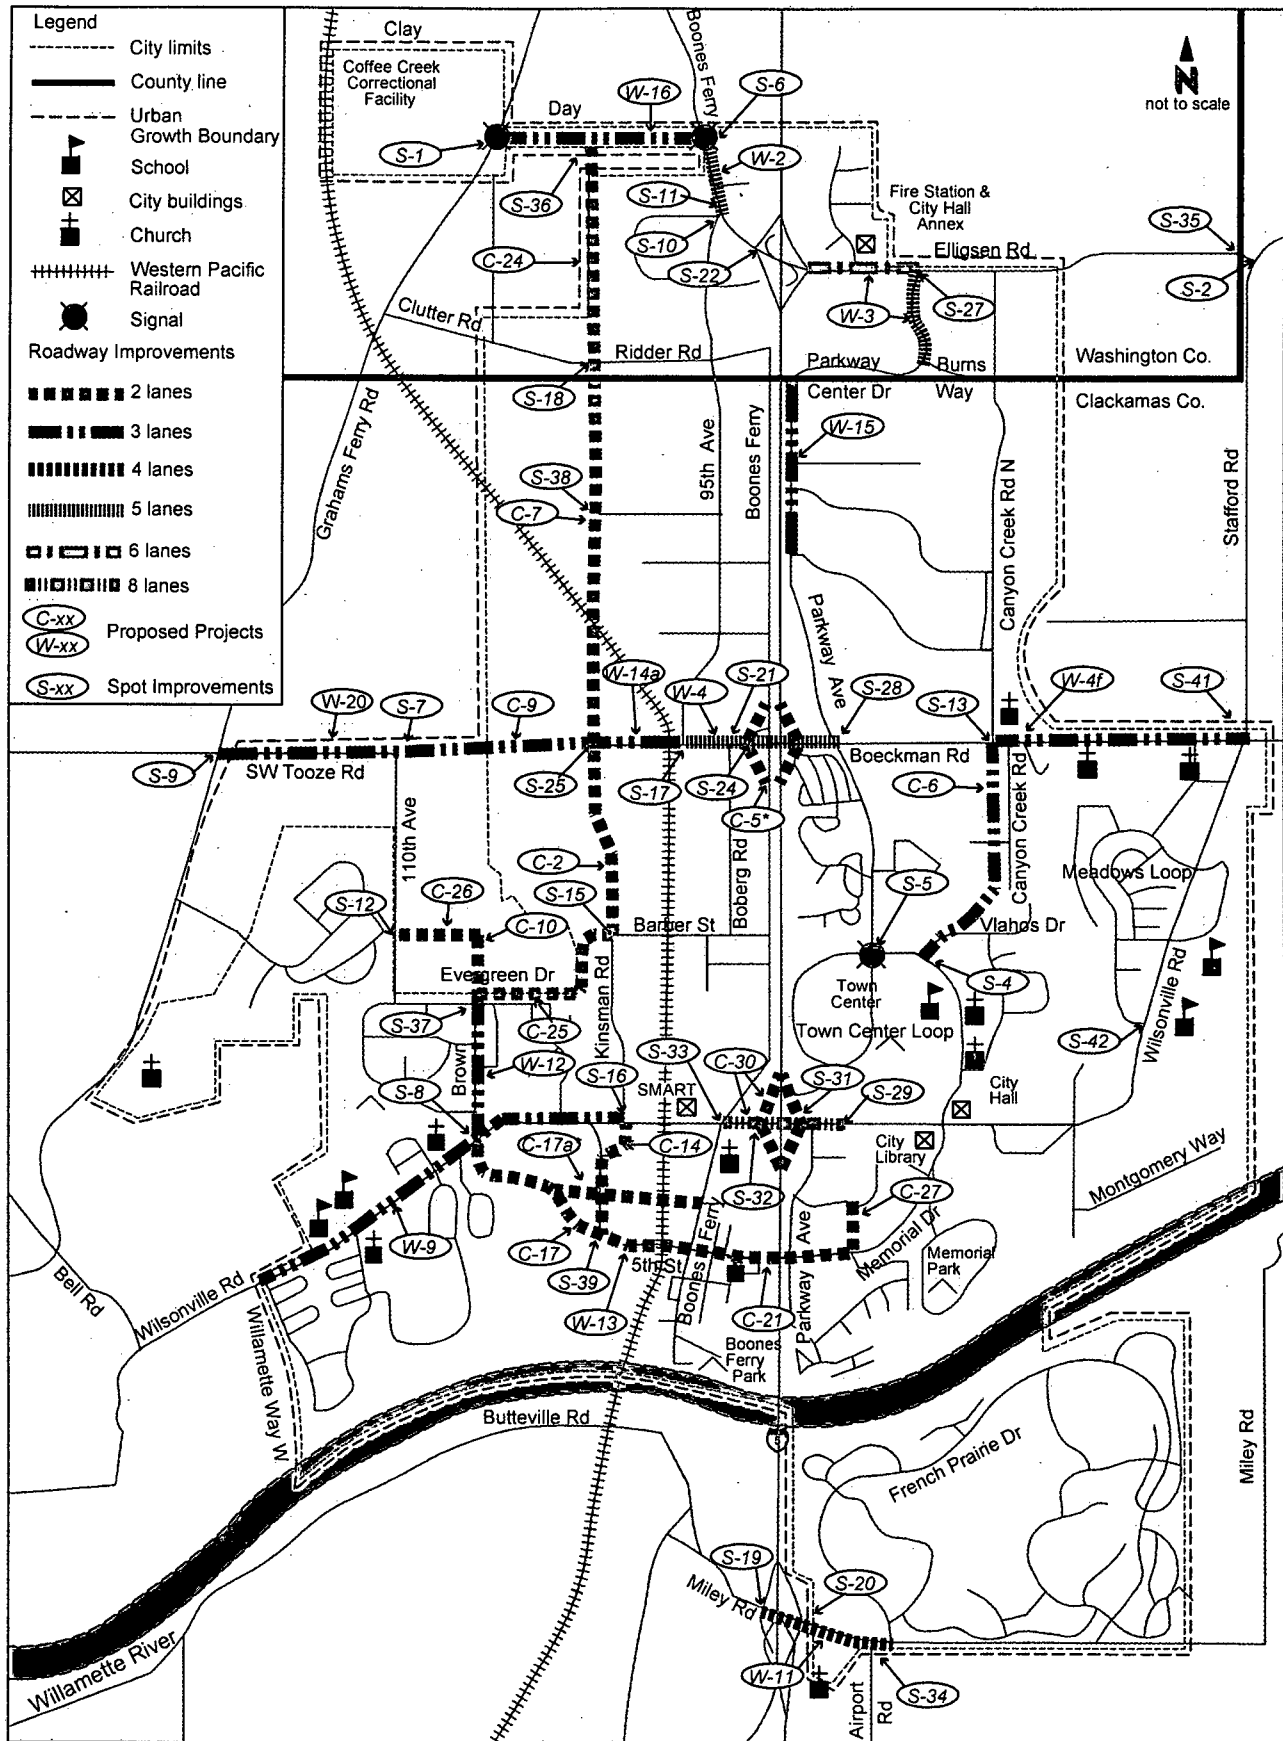 Legend
City limits
County line
Urban
Growth Boundary
School
City buildings
Church
Western Pacific
Railroad
Signal
Roadway Improvements
2 lanes
3 lanes
4 lanes
5 lanes
6 lanes
8 lanes
C-xx
W-xx
Proposed Projects
S-xx
Spot Improvements
Clay
Coffee Creek
Correctional
Facility
Boones Ferry
N
not to scale
Day
W-16
S-6
S-1
W-2
S-36
S-11
S-10
Fire Station &
City Hall
Annex
S-35
Elligsen Rd
C-24
S-22
S-2
Clutter Rd
W-3
S-27
Ridder Rd
Parkway
Center Dr
Burns
Way
Washington Co.
Clackamas Co.
S-18
Grahams Ferry Rd
95th Ave
Boones Ferry
W-15
Canyon Creek Rd N
Stafford Rd
S-38
C-7
Parkway Ave
W-20
S-7
C-9
W-14a
W-4
S-21
S-28
S-13
W-4f
S-41
S-9
SW Tooze Rd
S-25
S-17
S-24
C-5*
Boeckman Rd
C-6
Canyon Creek Rd
110th Ave
Boberg Rd
C-2
Meadows Loop
S-12
C-26
C-10
S-15
S-5
Barber St
Vlahos Dr
Evergreen Dr
Town
Center
S-4
Wilsonville Rd
S-37
C-25
Kinsman Rd
Town Center Loop
S-42
Brown
W-12
S-33
C-30
S-8
S-16
SMART
S-31
S-29
City
Hall
C-17a
C-14
City
Library
S-32
C-27
Montgomery Way
W-9
C-17
S-39
5th St
Boones Ferry
Parkway Ave
Memorial Dr
Memorial
Park
Bell Rd
Wilsonville Rd
W-13
C-21
Boones
Ferry
Park
Willamette Way W
Butteville Rd
5
French Prairie Dr
Miley Rd
S-19
S-20
Miley Rd
W-11
S-34
Airport
Rd
Willamette River